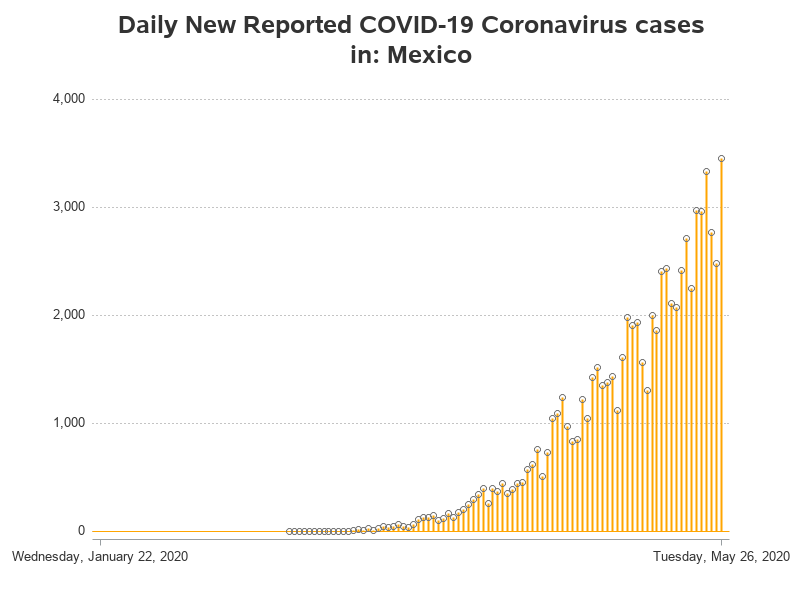 Daily New Reported COVID-19 Coronavirus cases
in: Mexico
4,000
3,000
2,000
1,000
0
Wednesday, January 22, 2020
Tuesday, May 26, 2020